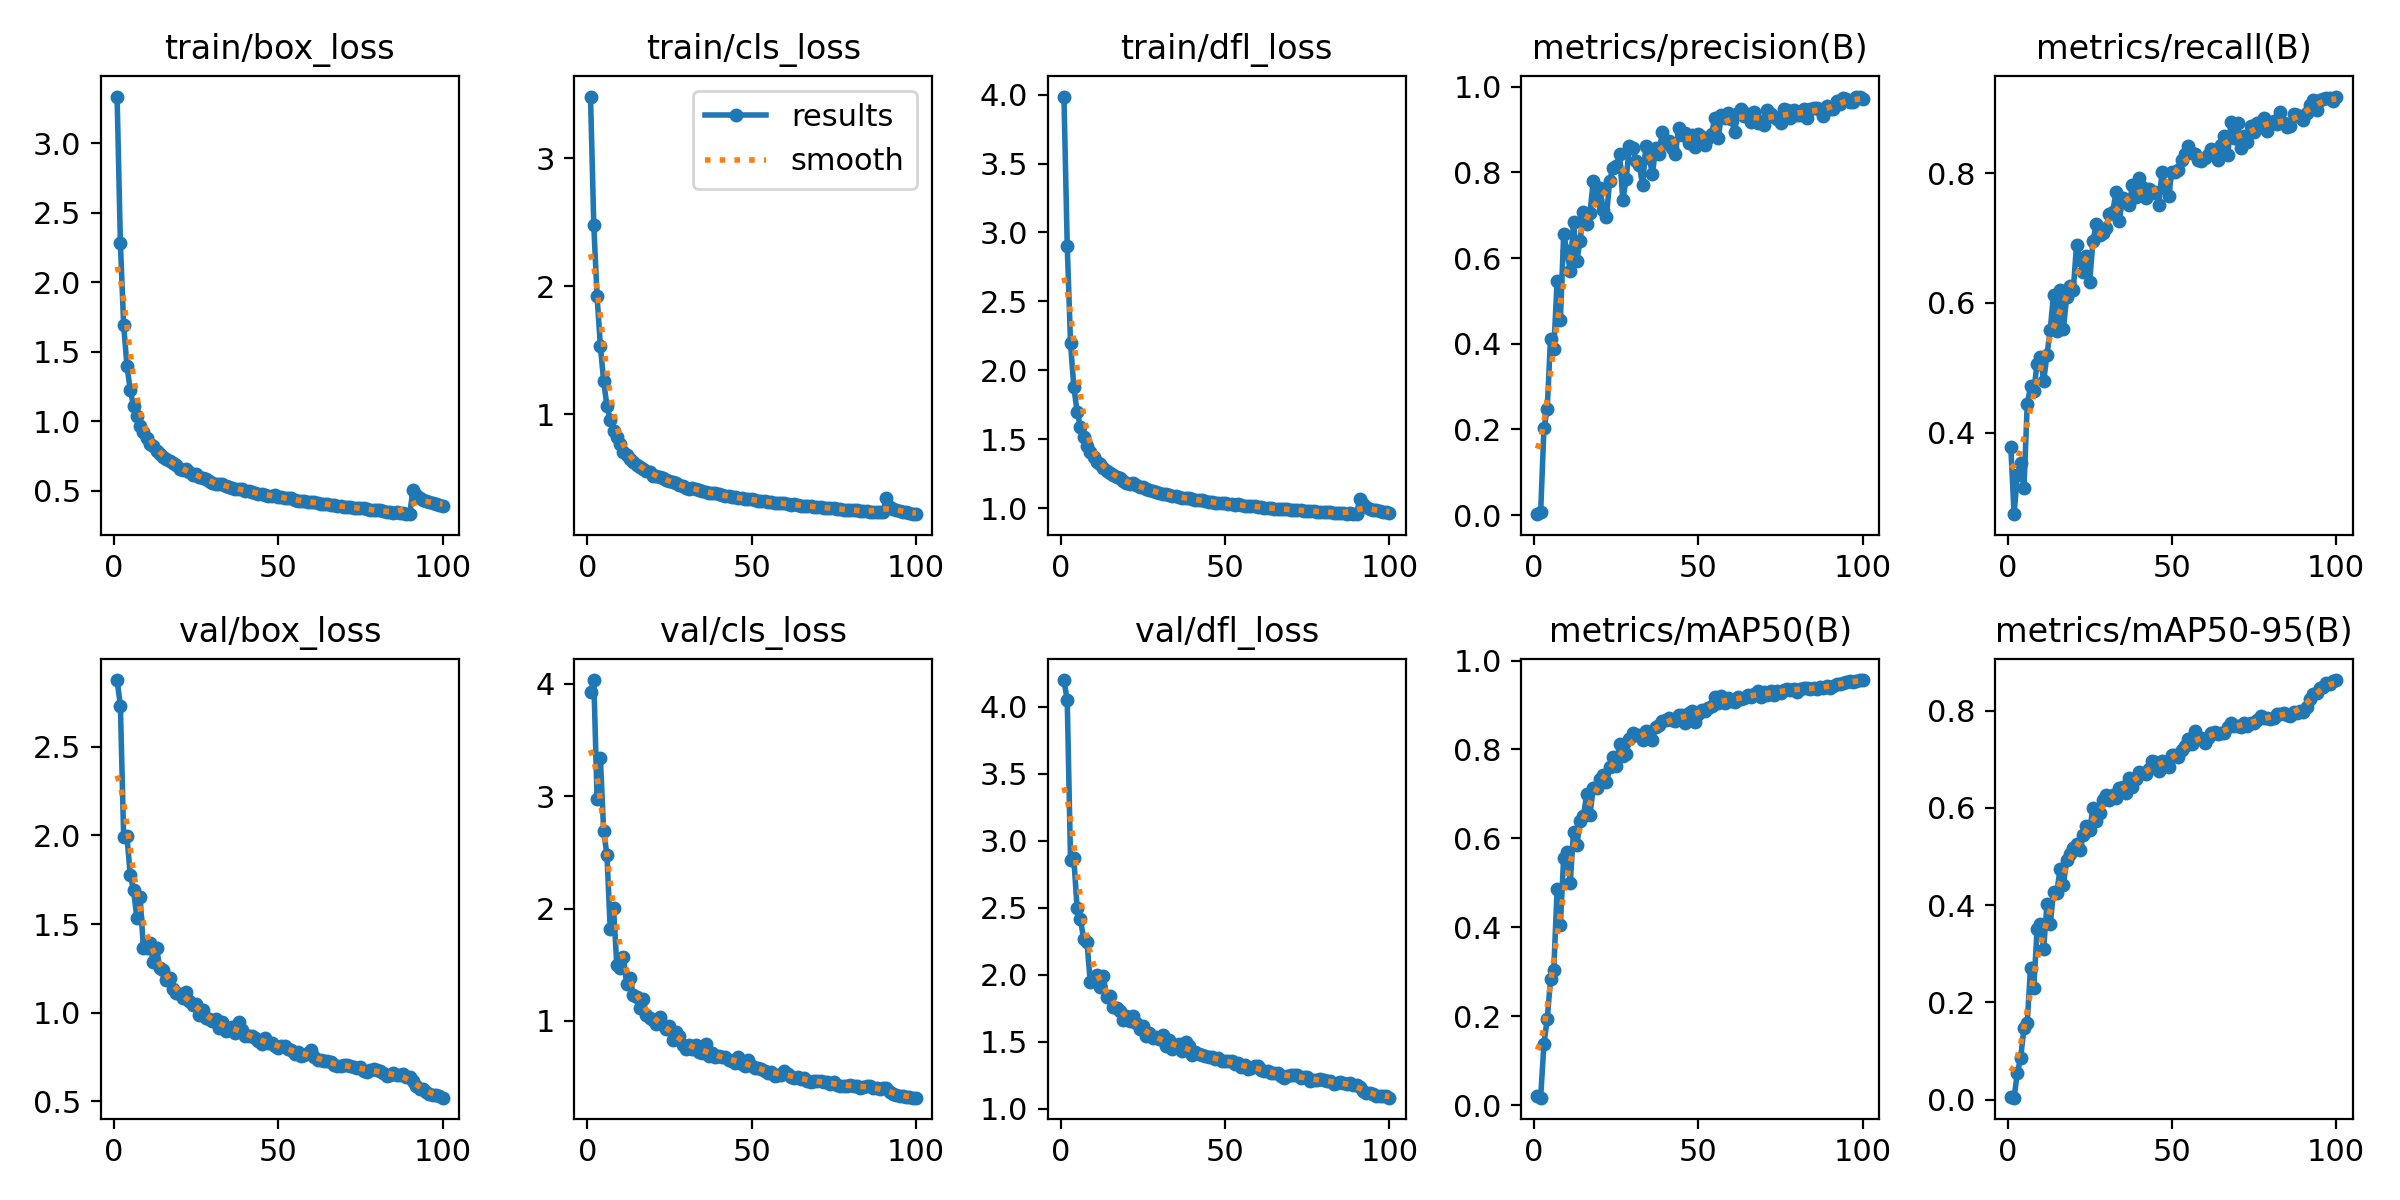 train/box_loss
3.0
2.5
2.0
1.5
1.0
0.5
0 50 100
train/cls_loss
results
smooth
3
2
1
0 50 100
train/dfl_loss
4.0
3.5
3.0
2.5
2.0
1.5
1.0
0 50 100
metrics/precision(B)
1.0
0.8
0.6
0.4
0.2
0.0
0 50 100
metrics/recall(B)
0.8
0.6
0.4
0 50 100
val/box_loss
2.5
2.0
1.5
1.0
0.5
0 50 100
val/cls_loss
4
3
2
1
0 50 100
val/dfl_loss
4.0
3.5
3.0
2.5
2.0
1.5
1.0
0 50 100
metrics/mAP50(B)
1.0
0.8
0.6
0.4
0.2
0.0
0 50 100
metrics/mAP50-95(B)
0.8
0.6
0.4
0.2
0.0
0 50 100